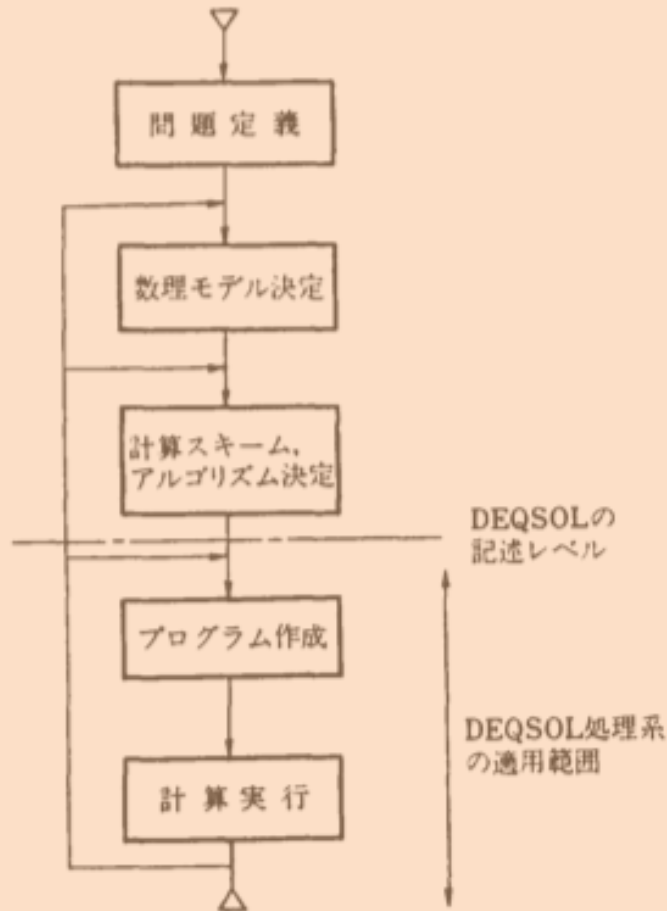 問題定義
数理モデル決定
計算スキーム,
アルゴリズム決定
DEQSOLの
記述レベル
プログラム作成
DEQSOL処理系
の適用範囲
計算実行